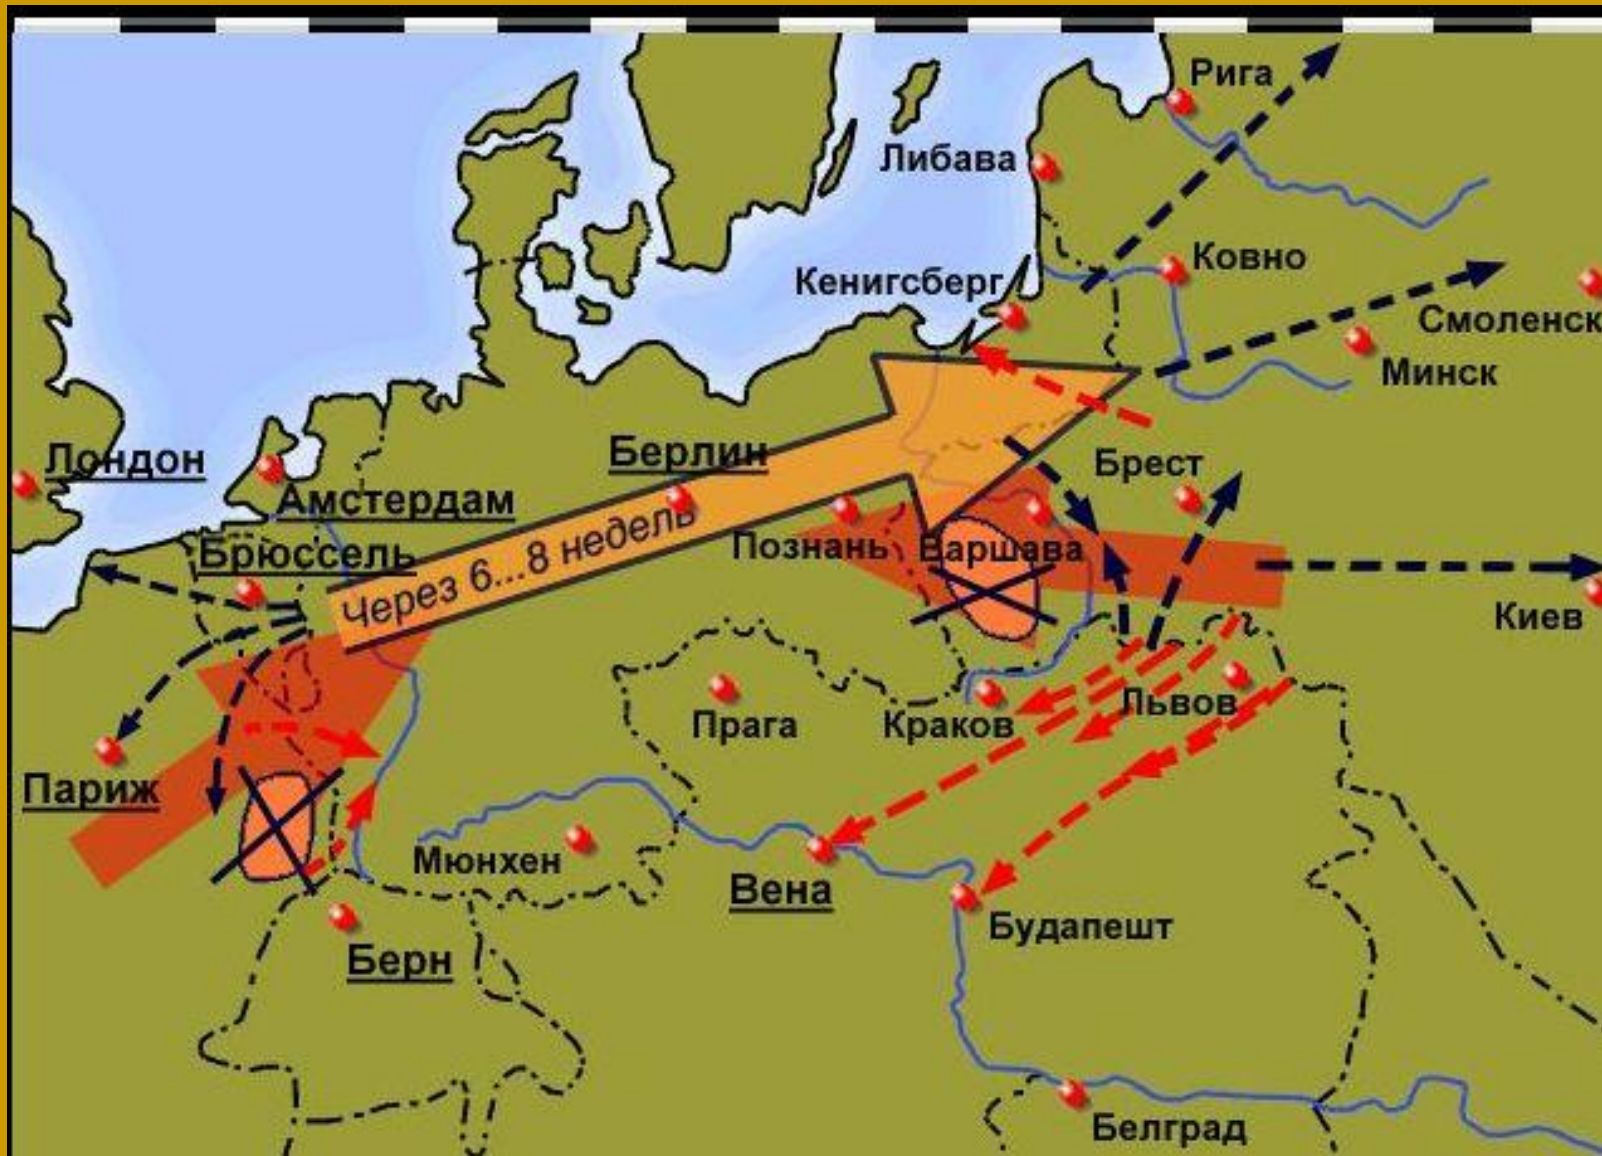 Рига
Либава
Ковно
Кенигсберг
Смоленск
Минск
Лондон
Берлин
Брест
Амстердам
Брюссель
Познань
Варшава
Через 6...8 недель
Киев
Прага
Краков
Львов
Париж
Мюнхен
Вена
Будапешт
Берн
Белград